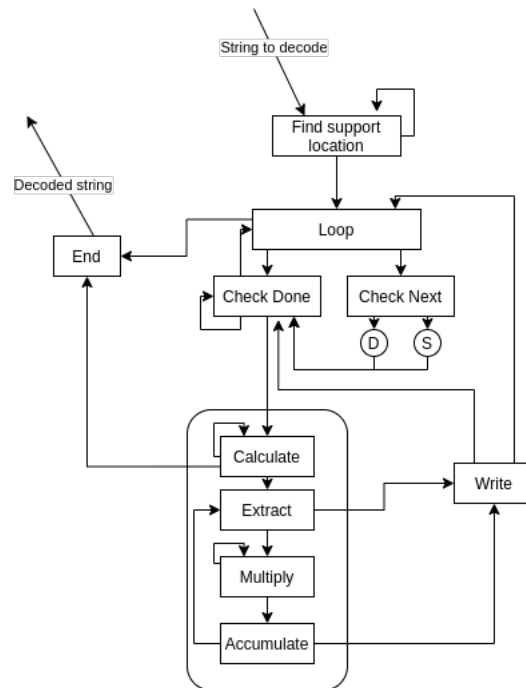 String to decode
Find support
location
Decoded string
Loop
End
Check Done
Check Next
D
S
Calculate
Write
Extract
Multiply
Accumulate